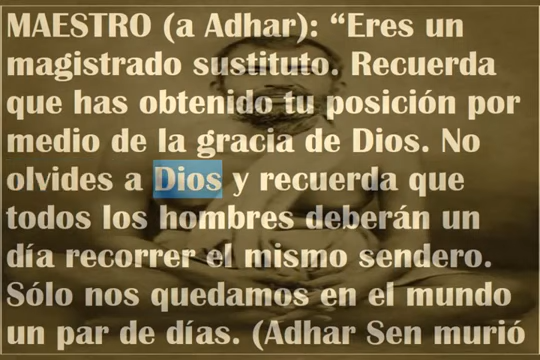 MAESTRO (a Adhar): “Eres un
magistrado sustituto. Recuerda
que has obtenido tu posición por
medio de la gracia de Dios. No
olvides a Dios y recuerda que
todos los hombres deberán un
día recorrer el mismo sendero.
Sólo nos quedamos en el mundo
un par de días. (Adhar Sen murió